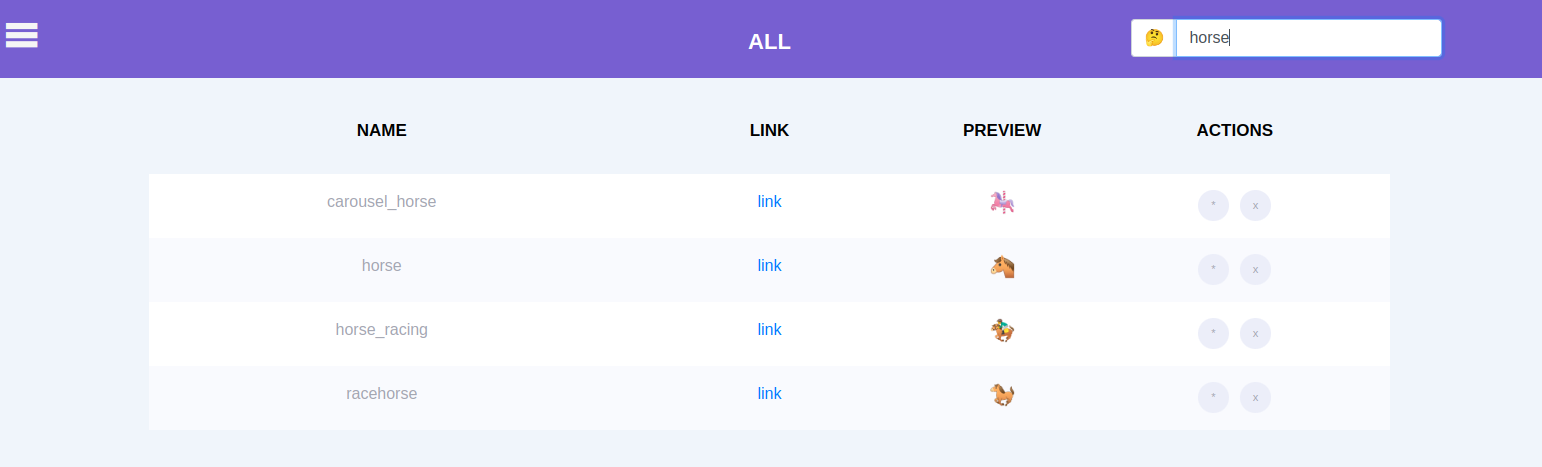 ALL
horse
NAME LINK PREVIEW ACTIONS
carousel_horse link * x
horse link * x
horse_racing link * x
racehorse link * x